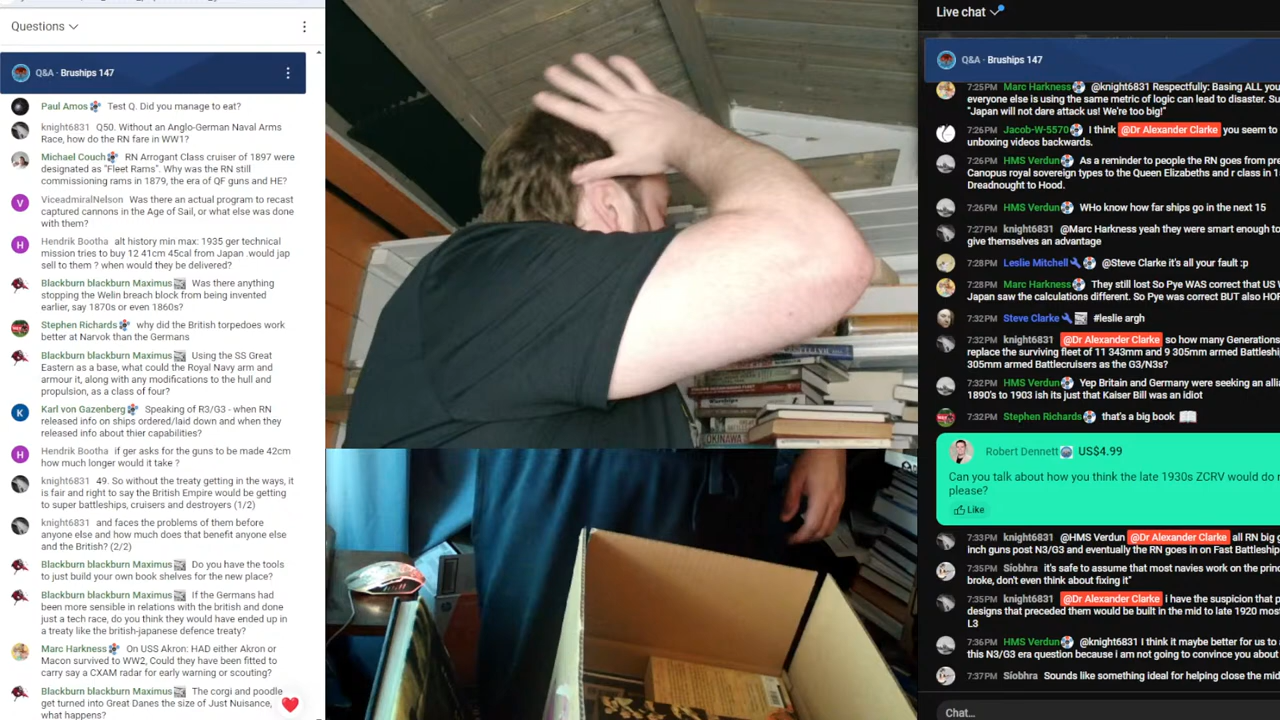 Questions
Q&A · Bruships 147
Paul Amos Test Q. Did you manage to eat?
knight6831 Q50. Without an Anglo-German Naval Arms
Race, how do the RN fare in WW1?
Michael Couch RN Arrogant Class cruiser of 1897 were
designated as "Fleet Rams". Why was the RN still
commissioning rams in 1879, the era of QF guns and HE?
ViceadmiralNelson Was there an actual program to recast
captured cannons in the Age of Sail, or what else was done
with them?
Hendrik Bootha alt history min max: 1935 ger technical
mission tries to buy 12 41cm 45cal from Japan .would jap
sell to them ? when would they be delivered?
Blackburn blackburn Maximus Was there anything
stopping the Welin breach block from being invented
earlier, say 1870s or even 1860s?
Stephen Richards why did the British torpedoes work
better at Narvok than the Germans
Blackburn blackburn Maximus Using the SS Great
Eastern as a base, what could the Royal Navy arm and
armour it, along with any modifications to the hull and
propulsion, as a class of four?
Karl von Gazenberg Speaking of R3/G3 - when RN
released info on ships ordered/laid down and when they
released info about thier capabilities?
Hendrik Bootha if ger asks for the guns to be made 42cm
how much longer would it take ?
knight6831 49. So without the treaty getting in the ways, it
is fair and right to say the British Empire would be getting
to super battleships, cruisers and destroyers (1/2)
knight6831 and faces the problems of them before
anyone else and how much does that benefit anyone else
and the British? (2/2)
Blackburn blackburn Maximus Do you have the tools
to just build your own book shelves for the new place?
Blackburn blackburn Maximus If the Germans had
been more sensible in relations with the british and done
just a tech race, do you think they would have ended up in
a treaty like the british-japanese defence treaty?
Marc Harkness On USS Akron: HAD either Akron or
Macon survived to WW2, Could they have been fitted to
carry say a CXAM radar for early warning or scouting?
Blackburn blackburn Maximus The corgi and poodle
get turned into Great Danes the size of Just Nuisance,
what happens?
OKINAWA
Live chat
Q&A · Bruships 147
7:25PM Marc Harkness @knight6831 Respectfully: Basing ALL yo
everyone else is using the same metric of logic can lead to disaster. Su
"Japan will not dare attack us! We're too big!"
7:26PM Jacob-W-5570 I think @Dr Alexander Clarke you seem to
unboxing videos backwards.
7:26PM HMS Verdun As a reminder to people the RN goes from pre
Canopus royal sovereign types to the Queen Elizabeths and r class in 1
Dreadnought to Hood.
7:26PM HMS Verdun WHo know how far ships go in the next 15
7:27PM knight6831 @Marc Harkness yeah they were smart enough to
give themselves an advantage
7:28PM Leslie Mitchell @Steve Clarke it's all your fault :p
7:28PM Marc Harkness They still lost So Pye WAS correct that US W
Japan saw the calculations different. So Pye was correct BUT also HOR
7:32PM Steve Clarke #leslie argh
7:32PM knight6831 @Dr Alexander Clarke so how many Generations
replace the surviving fleet of 11 343mm and 9 305mm armed Battleship
305mm armed Battlecruisers as the G3/N3s?
7:32PM HMS Verdun Yep Britain and Germany were seeking an allia
1890's to 1903 ish its just that Kaiser Bill was an idiot
7:32PM Stephen Richards that's a big book
Robert Dennett US$4.99
Can you talk about how you think the late 1930s ZCRV would do
please?
Like
7:33PM knight6831 @HMS Verdun @Dr Alexander Clarke all RN big g
inch guns post N3/G3 and eventually the RN goes in on Fast Battleship
7:35PM Síobhra it's safe to assume that most navies work on the princ
broke, don't even think about fixing it"
7:35PM knight6831 @Dr Alexander Clarke i have the suspicion that p
designs that preceded them would be built in the mid to late 1920 most
L3
7:36PM HMS Verdun @knight6831 I think it maybe better for us to a
this N3/G3 era question because i am not going to convince you about
7:37PM Síobhra Sounds like something ideal for helping close the mid
Chat...